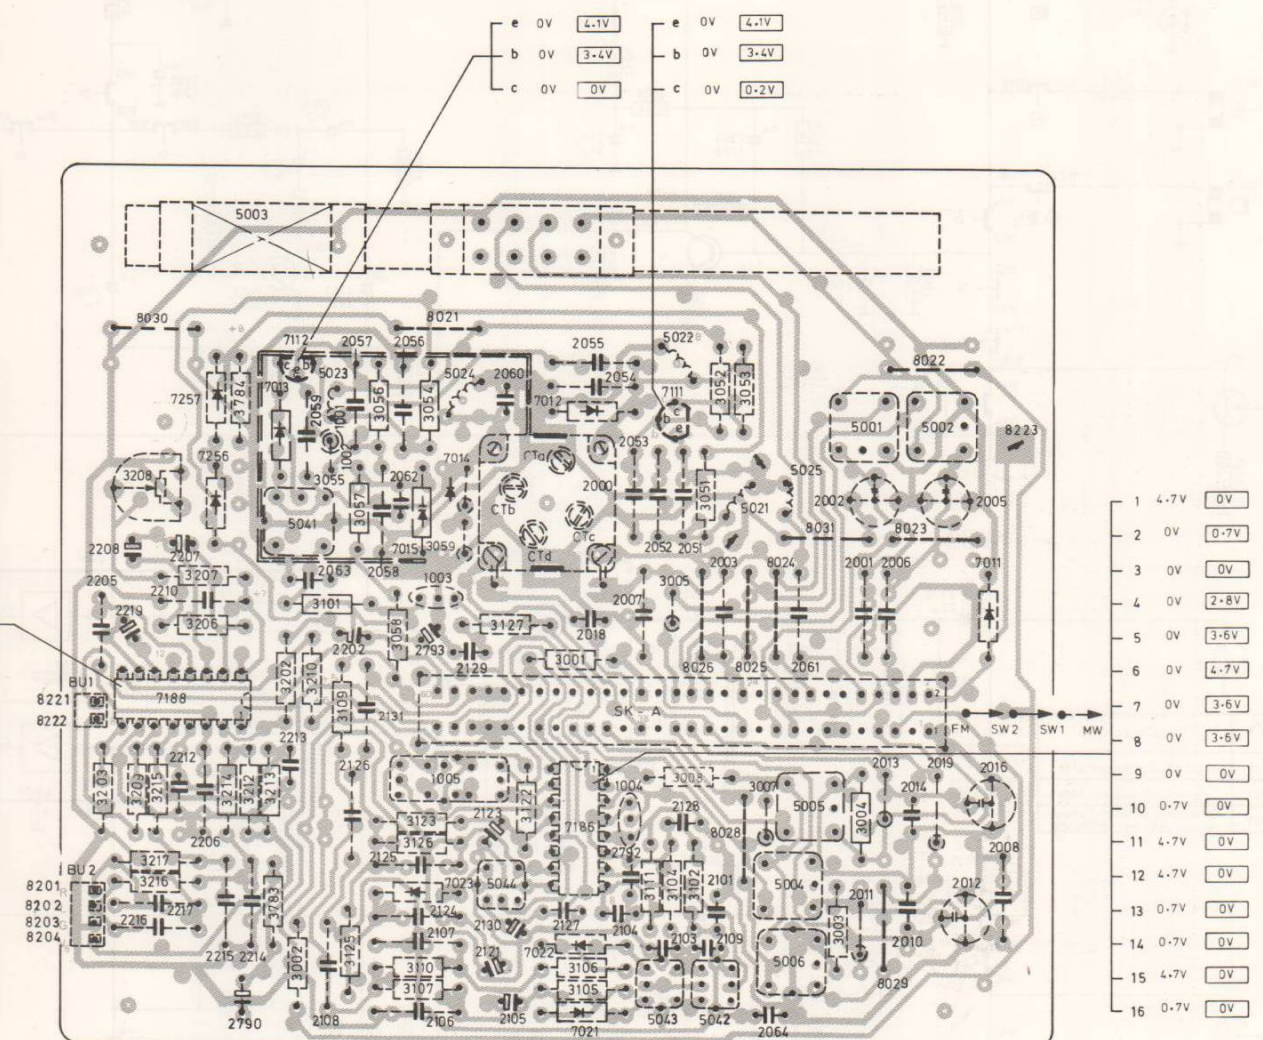 e 0V 4.1V e 0V 4.1V
b 0V 3.4V b 0V 3.4V
c 0V 0V c 0V 0.2V
5003
8030 8021
7112 2057 2056 2055 5022
8022
7013 5023 5024 2060 2054 3052 3053
7257 3784 2059 1001 3056 3054 7012 7111
c e b
c b e
5001 5002 8223
1002
7256 3055 2062 7014 CTa 2053
3208 3057 2000 3051 5025
5041 CTb 2002 2005
5021
CTc
2208 2207 7015 3059 CTd 2052 2051 8031 8023
2063 2058
2205 3207 1003 3005 2003 8024 2001 2006 7011
2210 3101 2007
2219 3206 3058 2793 3127 2018
2202 2129 3001 8026 8025 2061
3202 3210
BU1
8221 7188 3109 2131 SK-A
8222
FM SW2 SW1 MW
2213
2212 2126 1005 3008 2013 2019 2016
3203 3209 3215 3214 3212 3213 3122 1004 3007 5005 2014
2123 7186 2128 3004
2206 3123 8028
3126 2792 2008
3217 2125
BU2
8201 3216 7023 5044 3111 3104 3102 2101 5004 2011 2012
8202 2217 3783 2124
8203 2216 2130 2127 2104
8204 2107 2103 2109 3003 2010
2215 2214 3002 3125 2121 7022
3110 3106 5006
3107 3105 8029
2790 2108 2106 2105 7021 5043 5042 2064
1 4.7V 0V
2 0V 0.7V
3 0V 0V
4 0V 2.8V
5 0V 3.6V
6 0V 4.7V
7 0V 3.6V
8 0V 3.6V
9 0V 0V
10 0.7V 0V
11 4.7V 0V
12 4.7V 0V
13 0.7V 0V
14 0.7V 0V
15 4.7V 0V
16 0.7V 0V